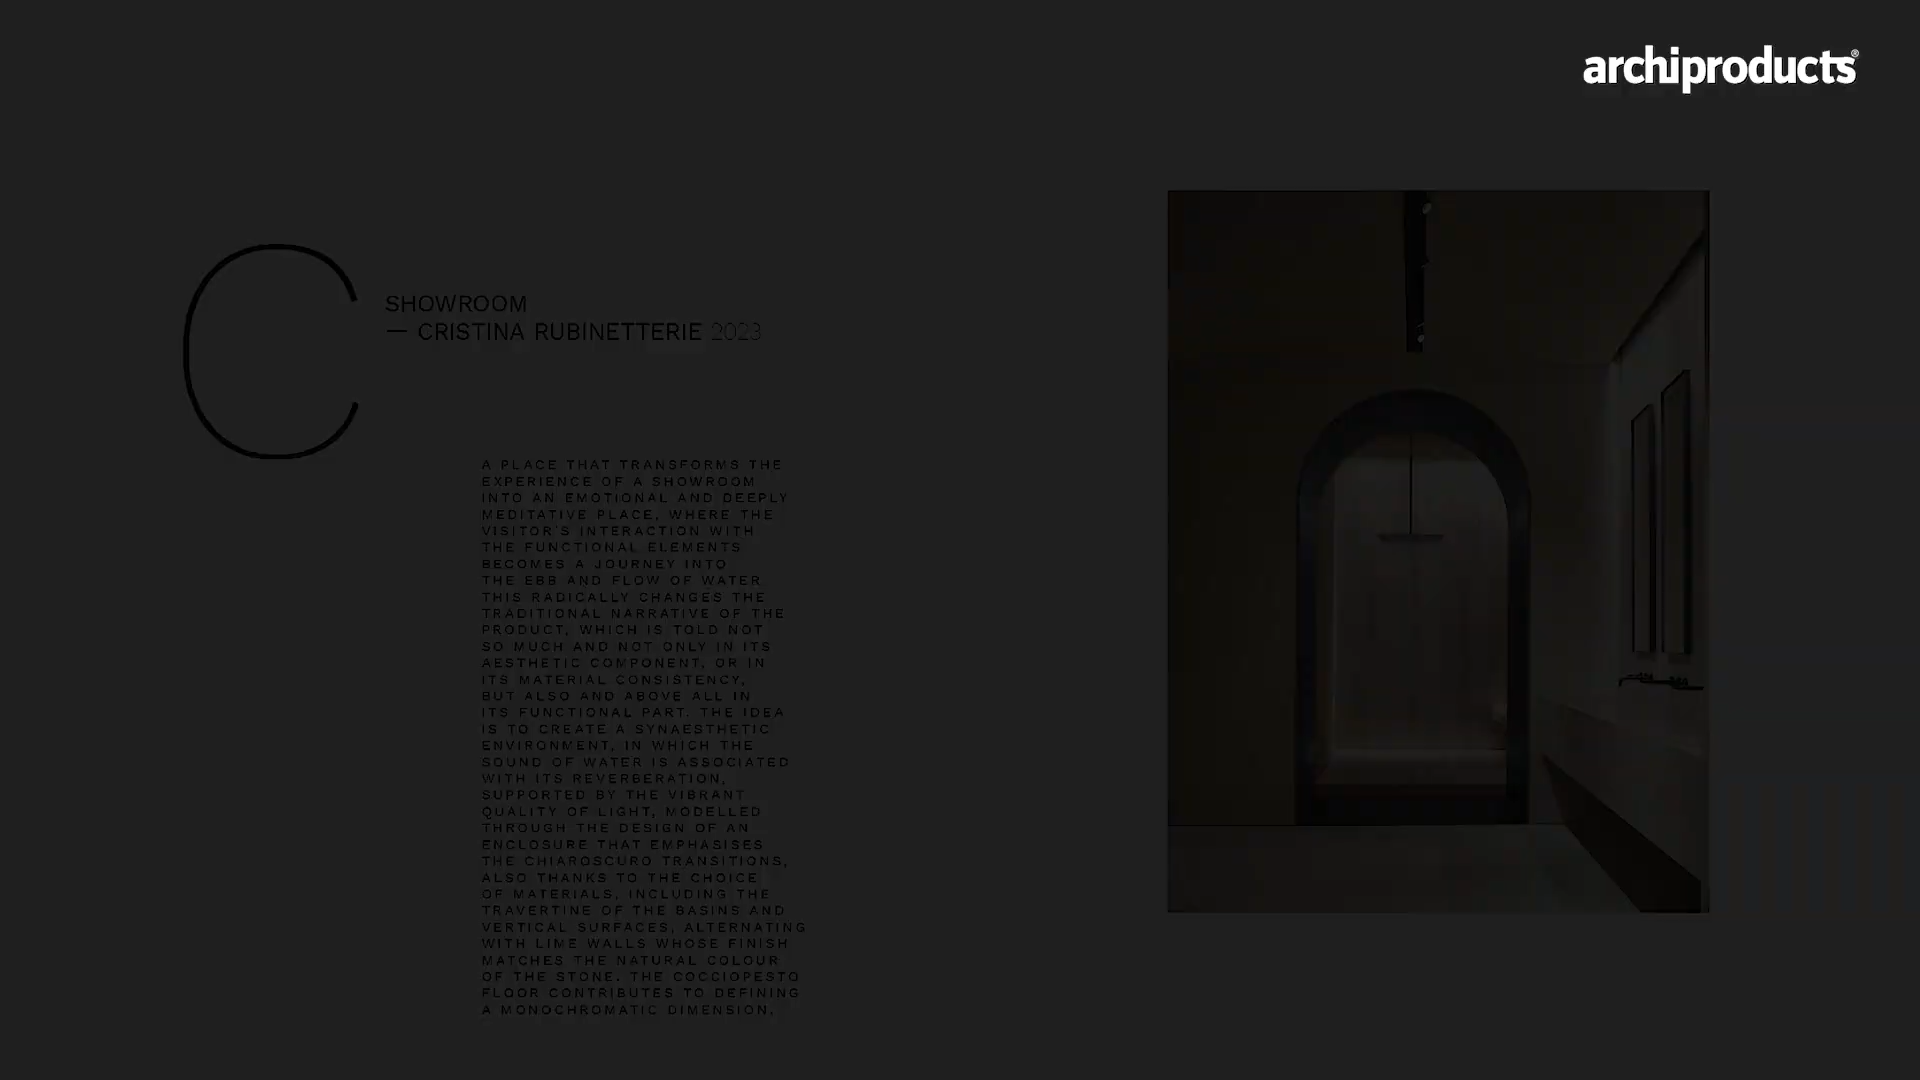 archiproducts®
C
SHOWROOM
— CRISTINA RUBINETTERIE 2023
A PLACE THAT TRANSFORMS THE
EXPERIENCE OF A SHOWROOM
INTO AN EMOTIONAL AND DEEPLY
MEDITATIVE PLACE, WHERE THE
VISITOR'S INTERACTION WITH
THE FUNCTIONAL ELEMENTS
BECOMES A JOURNEY INTO
THE EBB AND FLOW OF WATER
THIS RADICALLY CHANGES THE
TRADITIONAL NARRATIVE OF THE
PRODUCT, WHICH IS TOLD NOT
SO MUCH AND NOT ONLY IN ITS
AESTHETIC COMPONENT, OR IN
ITS MATERIAL CONSISTENCY,
BUT ALSO AND ABOVE ALL IN
ITS FUNCTIONAL PART. THE IDEA
IS TO CREATE A SYNAESTHETIC
ENVIRONMENT, IN WHICH THE
SOUND OF WATER IS ASSOCIATED
WITH ITS REVERBERATION,
SUPPORTED BY THE VIBRANT
QUALITY OF LIGHT, MODELLED
THROUGH THE DESIGN OF AN
ENCLOSURE THAT EMPHASISES
THE CHIAROSCURO TRANSITIONS,
ALSO THANKS TO THE CHOICE
OF MATERIALS, INCLUDING THE
TRAVERTINE OF THE BASINS AND
VERTICAL SURFACES, ALTERNATING
WITH LIME WALLS WHOSE FINISH
MATCHES THE NATURAL COLOUR
OF THE STONE. THE COCCIOPESTO
FLOOR CONTRIBUTES TO DEFINING
A MONOCHROMATIC DIMENSION.